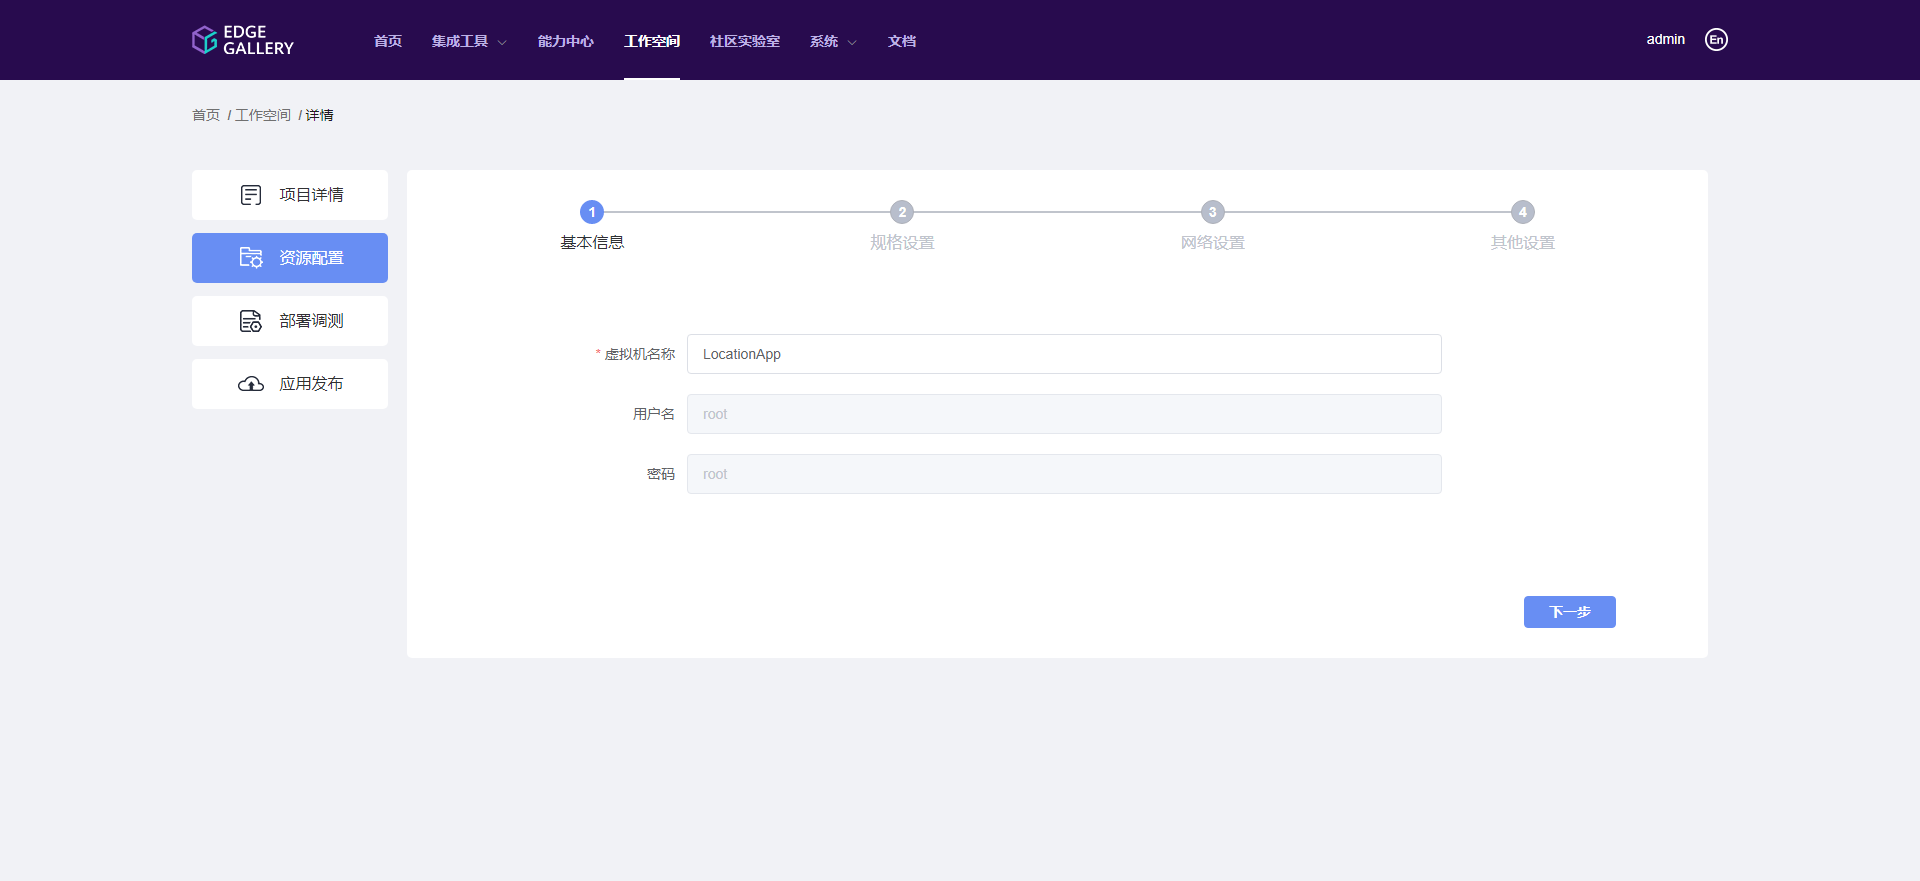 EDGE
GALLERY
首页 集成工具 能力中心 工作空间 社区实验室 系统 文档
admin En
首页 / 工作空间 / 详情
项目详情
资源配置
部署调测
应用发布
1 2 3 4
基本信息 规格设置 网络设置 其他设置
* 虚拟机名称 LocationApp
用户名 root
密码 root
下一步